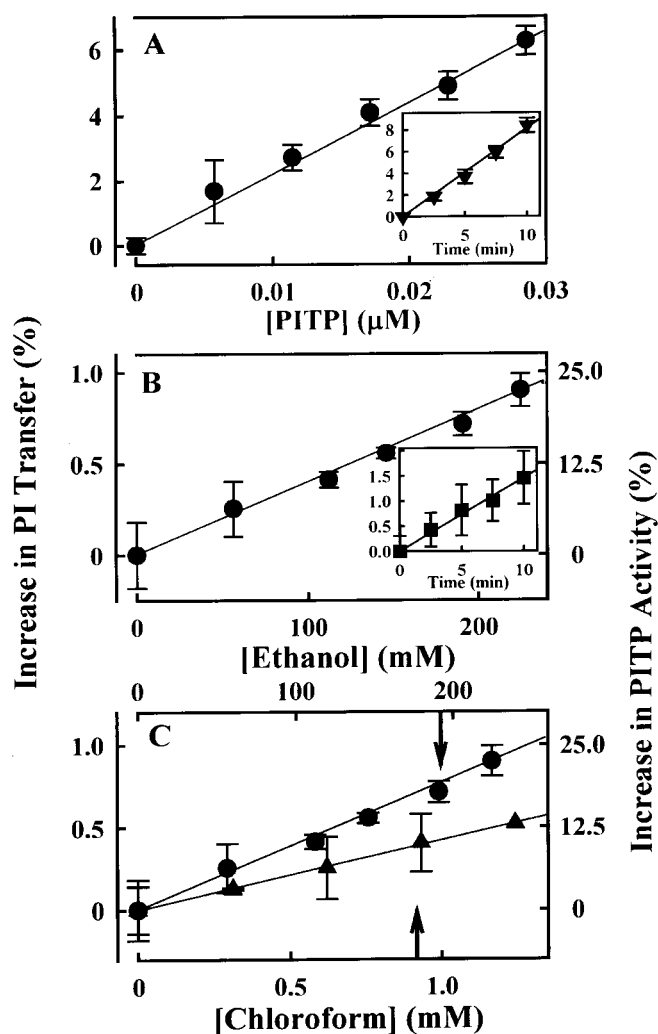 A
6
4
2
0
8
6
4
2
0
0 5 10
Time (min)
0 0.01 0.02 0.03
[PITP] (μM)
Increase in PI Transfer (%)
Increase in PITP Activity (%)
B
1.0
0.5
0
25.0
12.5
0
1.5
1.0
0.5
0.0
0 5 10
Time (min)
0 100 200
[Ethanol] (mM)
0 100 200
C
1.0
0.5
0
25.0
12.5
0
0 0.5 1.0
[Chloroform] (mM)